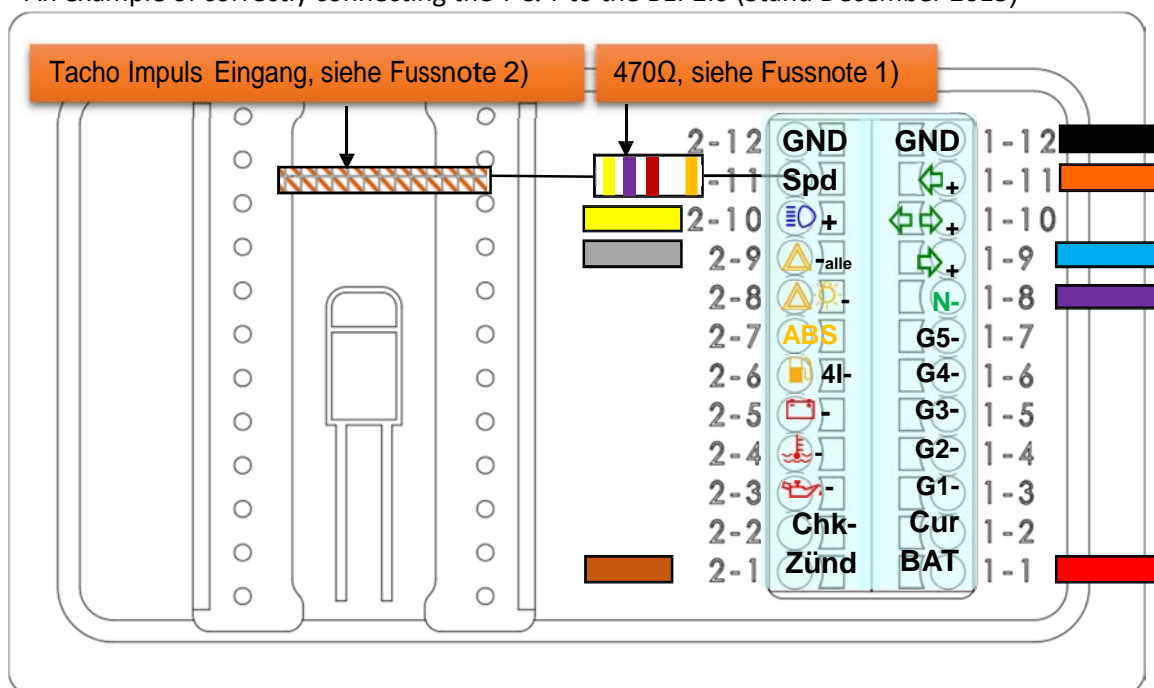 An example of correctly connecting the to the (Stand December
Tacho Impuls Eingang, siehe Fussnote 2)
470Ω, siehe Fussnote 1)
2-12 GND GND 1-12
-11 Spd + 1-11
2-10 + + 1-10
2-9 -alle + 1-9
2-8 - N- 1-8
2-7 ABS G5- 1-7
2-6 4l- G4- 1-6
2-5 - G3- 1-5
2-4 - G2- 1-4
2-3 - G1- 1-3
2-2 Chk- Cur 1-2
2-1 Zünd BAT 1-1